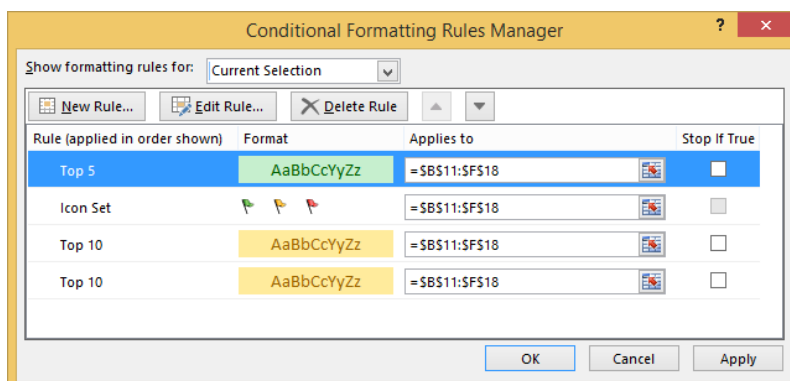 Conditional Formatting Rules Manager ? ×
Show formatting rules for: Current Selection
New Rule... Edit Rule... Delete Rule
Rule (applied in order shown) Format Applies to Stop If True
Top 5 AaBbCcYyZz =$B$11:$F$18
Icon Set =$B$11:$F$18
Top 10 AaBbCcYyZz =$B$11:$F$18
Top 10 AaBbCcYyZz =$B$11:$F$18
OK Cancel Apply